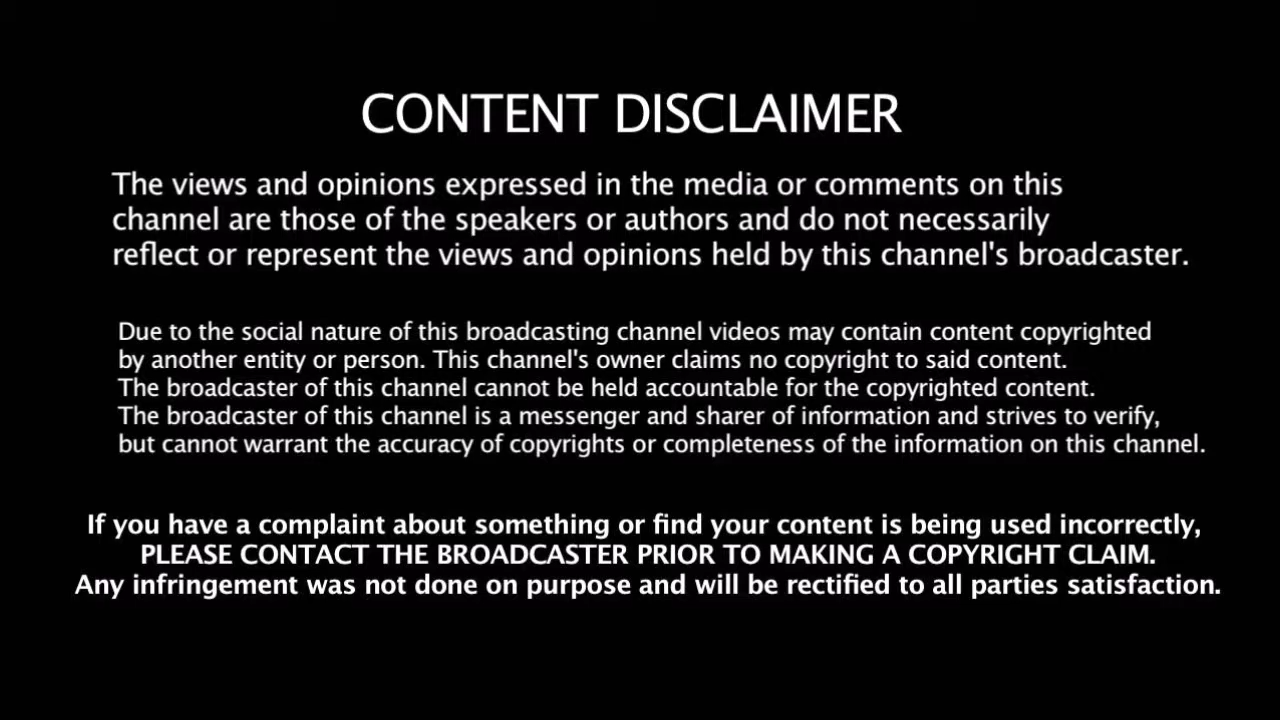 CONTENT DISCLAIMER
The views and opinions expressed in the media or comments on this
channel are those of the speakers or authors and do not necessarily
reflect or represent the views and opinions held by this channel's broadcaster.
Due to the social nature of this broadcasting channel videos may contain content copyrighted
by another entity or person. This channel's owner claims no copyright to said content.
The broadcaster of this channel cannot be held accountable for the copyrighted content.
The broadcaster of this channel is a messenger and sharer of information and strives to verify,
but cannot warrant the accuracy of copyrights or completeness of the information on this channel.
If you have a complaint about something or find your content is being used incorrectly,
PLEASE CONTACT THE BROADCASTER PRIOR TO MAKING A COPYRIGHT CLAIM.
Any infringement was not done on purpose and will be rectified to all parties satisfaction.